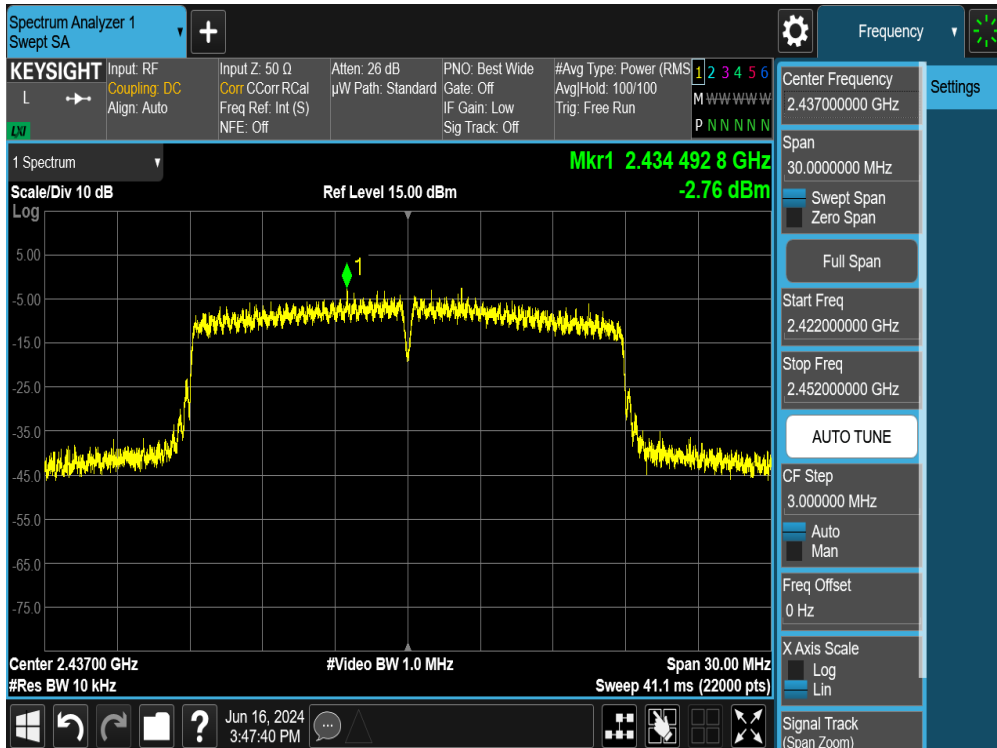 Spectrum Analyzer 1
Swept SA
+
Frequency
KEYSIGHT
L
LXI
Input: RF
Coupling: DC
Align: Auto
Input Z: 50 Ω
Corr CCorr RCal
Freq Ref: Int (S)
NFE: Off
Atten: 26 dB
µW Path: Standard
PNO: Best Wide
Gate: Off
IF Gain: Low
Sig Track: Off
#Avg Type: Power (RMS
Avg|Hold: 100/100
Trig: Free Run
1 2 3 4 5 6
M W W W W W
P N N N N N
1 Spectrum
Scale/Div 10 dB
Ref Level 15.00 dBm
Mkr1 2.434 492 8 GHz
-2.76 dBm
Log
1
5.00
-5.00
-15.0
-25.0
-35.0
-45.0
-55.0
-65.0
-75.0
Center 2.43700 GHz
#Video BW 1.0 MHz
Span 30.00 MHz
#Res BW 10 kHz
Sweep 41.1 ms (22000 pts)
?
Jun 16, 2024
3:47:40 PM
Center Frequency
2.437000000 GHz
Settings
Span
30.0000000 MHz
Swept Span
Zero Span
Full Span
Start Freq
2.422000000 GHz
Stop Freq
2.452000000 GHz
AUTO TUNE
CF Step
3.000000 MHz
Auto
Man
Freq Offset
0 Hz
X Axis Scale
Log
Lin
Signal Track
(Span Zoom)